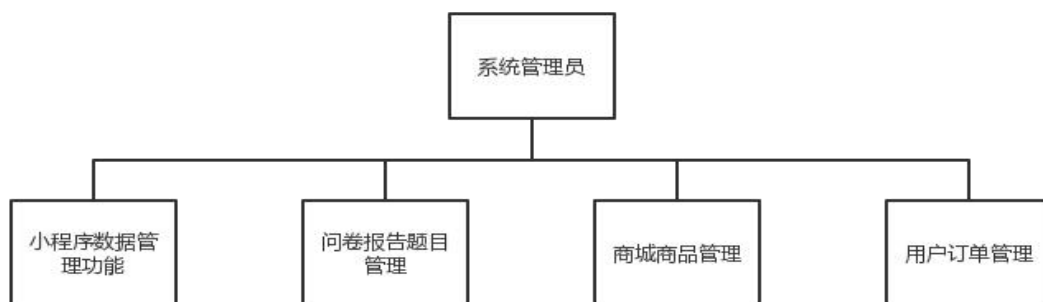 系统管理员
小程序数据管
理功能
问卷报告题目
管理
商城商品管理
用户订单管理